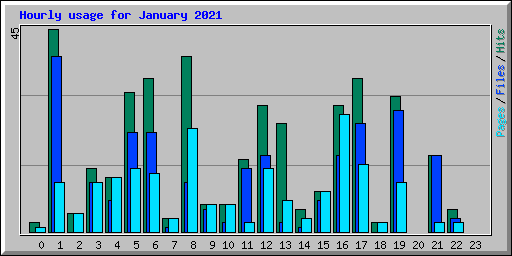 Hourly usage for January 2021
45
Pages/Files/Hits
0 1 2 3 4 5 6 7 8 9 10 11 12 13 14 15 16 17 18 19 20 21 22 23